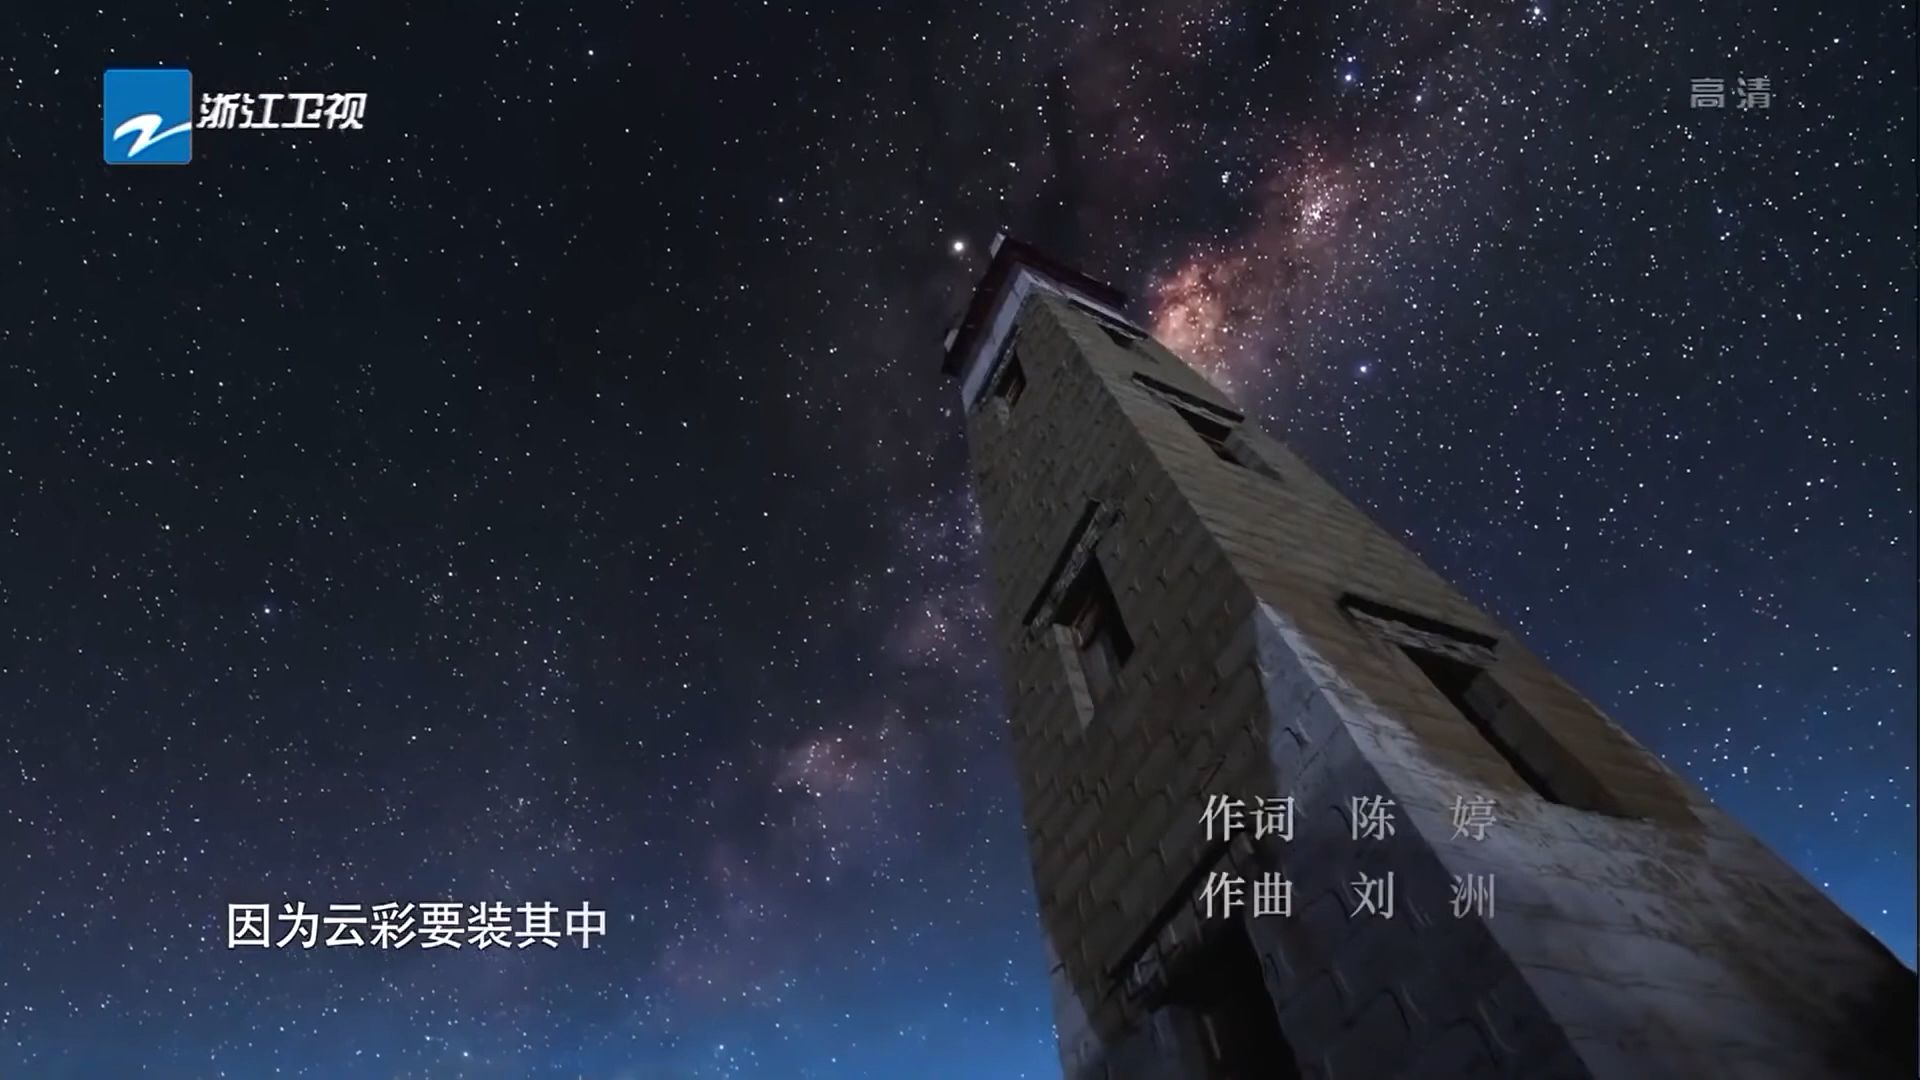 浙江卫视
高清
作词 陈 婷
作曲 刘 洲
因为云彩要装其中